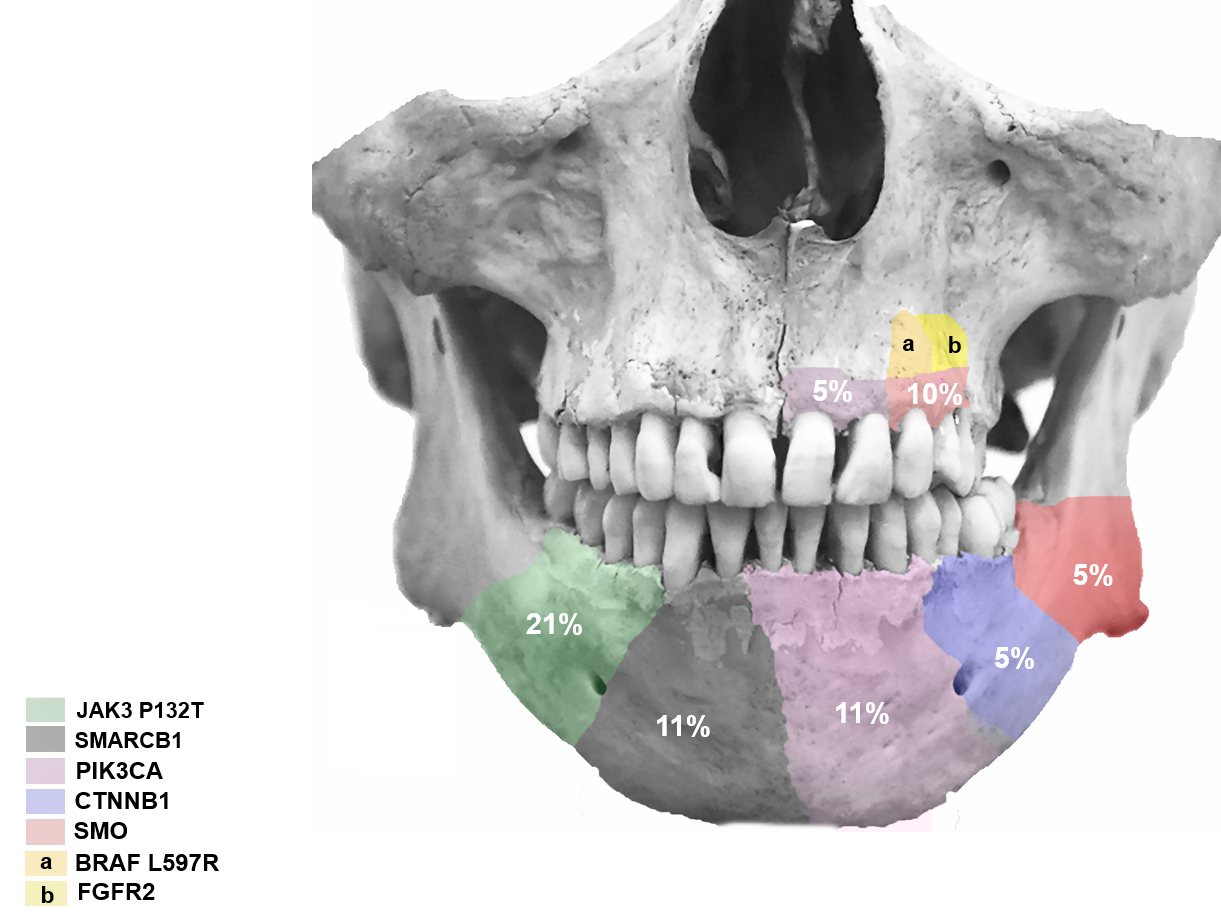 a b
5% 10%
5%
21%
5%
11% 11%
JAK3 P132T
SMARCB1
PIK3CA
CTNNB1
SMO
a BRAF L597R
b FGFR2